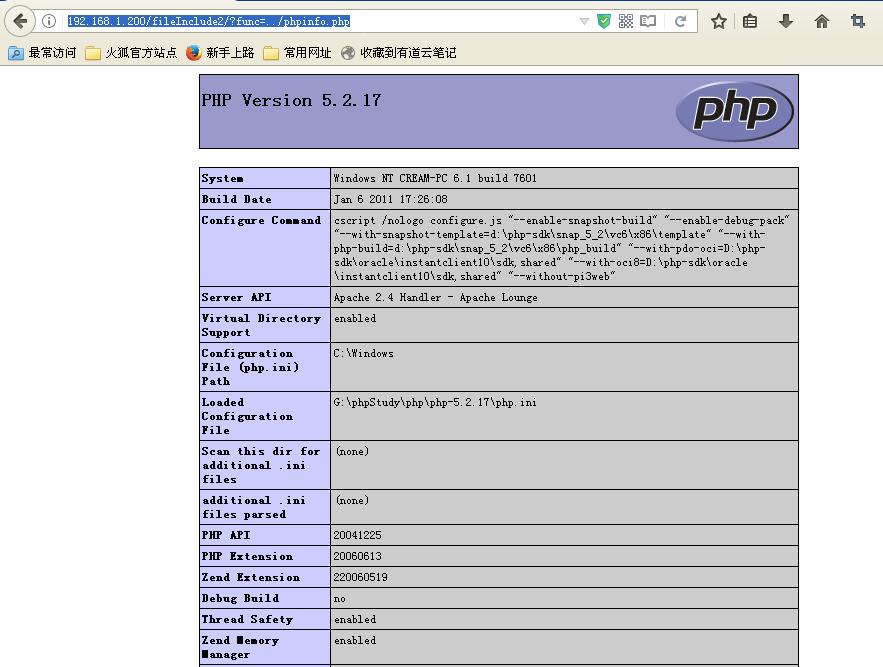 192.168.1.200/fileInclude2/?func=../phpinfo.php
最常访问 火狐官方站点 新手上路 常用网址 收藏到有道云笔记
PHP Version 5.2.17
php
System Windows NT CREAM-PC 6.1 build 7601
Build Date Jan 6 2011 17:26:08
Configure Command cscript /nologo configure.js "--enable-snapshot-build" "--enable-debug-pack"
"--with-snapshot-template=d:\php-sdk\snap_5_2\vc6\x86\template" "--with-
php-build=d:\php-sdk\snap_5_2\vc6\x86\php_build" "--with-pdo-oci=D:\php-
sdk\oracle\instantclient10\sdk,shared" "--with-oci8=D:\php-sdk\oracle
\instantclient10\sdk,shared" "--without-pi3web"
Server API Apache 2.4 Handler - Apache Lounge
Virtual Directory enabled
Support
Configuration C:\Windows
File (php.ini)
Path
Loaded G:\phpStudy\php\php-5.2.17\php.ini
Configuration
File
Scan this dir for (none)
additional .ini
files
additional .ini (none)
files parsed
PHP API 20041225
PHP Extension 20060613
Zend Extension 220060519
Debug Build no
Thread Safety enabled
Zend Memory enabled
Manager